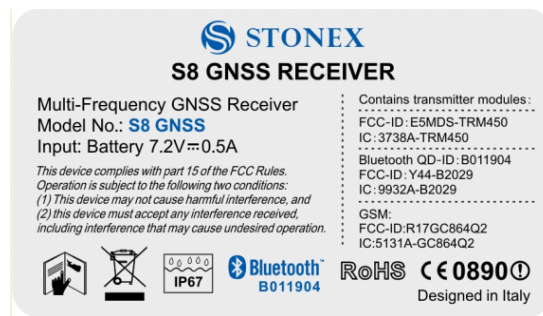 STONEX
S8 GNSS RECEIVER
Multi-Frequency GNSS Receiver
Model No.: S8 GNSS
Input: Battery 7.2V⎓0.5A
This device complies with part 15 of the FCC Rules.
Operation is subject to the following two conditions:
(1) This device may not cause harmful interference, and
(2) this device must accept any interference received,
including interference that may cause undesired operation.
Contains transmitter modules:
FCC-ID:E5MDS-TRM450
IC:3738A-TRM450
Bluetooth QD-ID:B011904
FCC-ID:Y44-B2029
IC:9932A-B2029
GSM:
FCC-ID:R17GC864Q2
IC:5131A-GC864Q2
IP67
Bluetooth™
B011904
RoHS CE0890
Designed in Italy